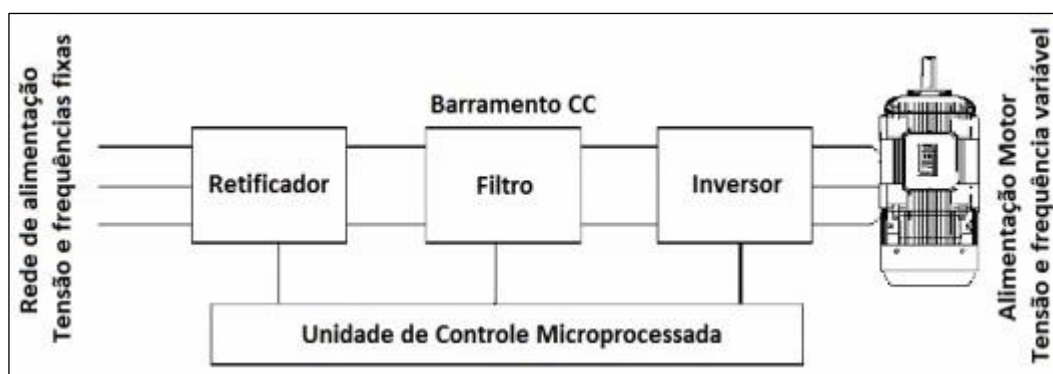 Rede de alimentação
Tensão e frequências fixas
Barramento CC
Retificador
Filtro
Inversor
Alimentação Motor
Tensão e frequência variável
Unidade de Controle Microprocessada